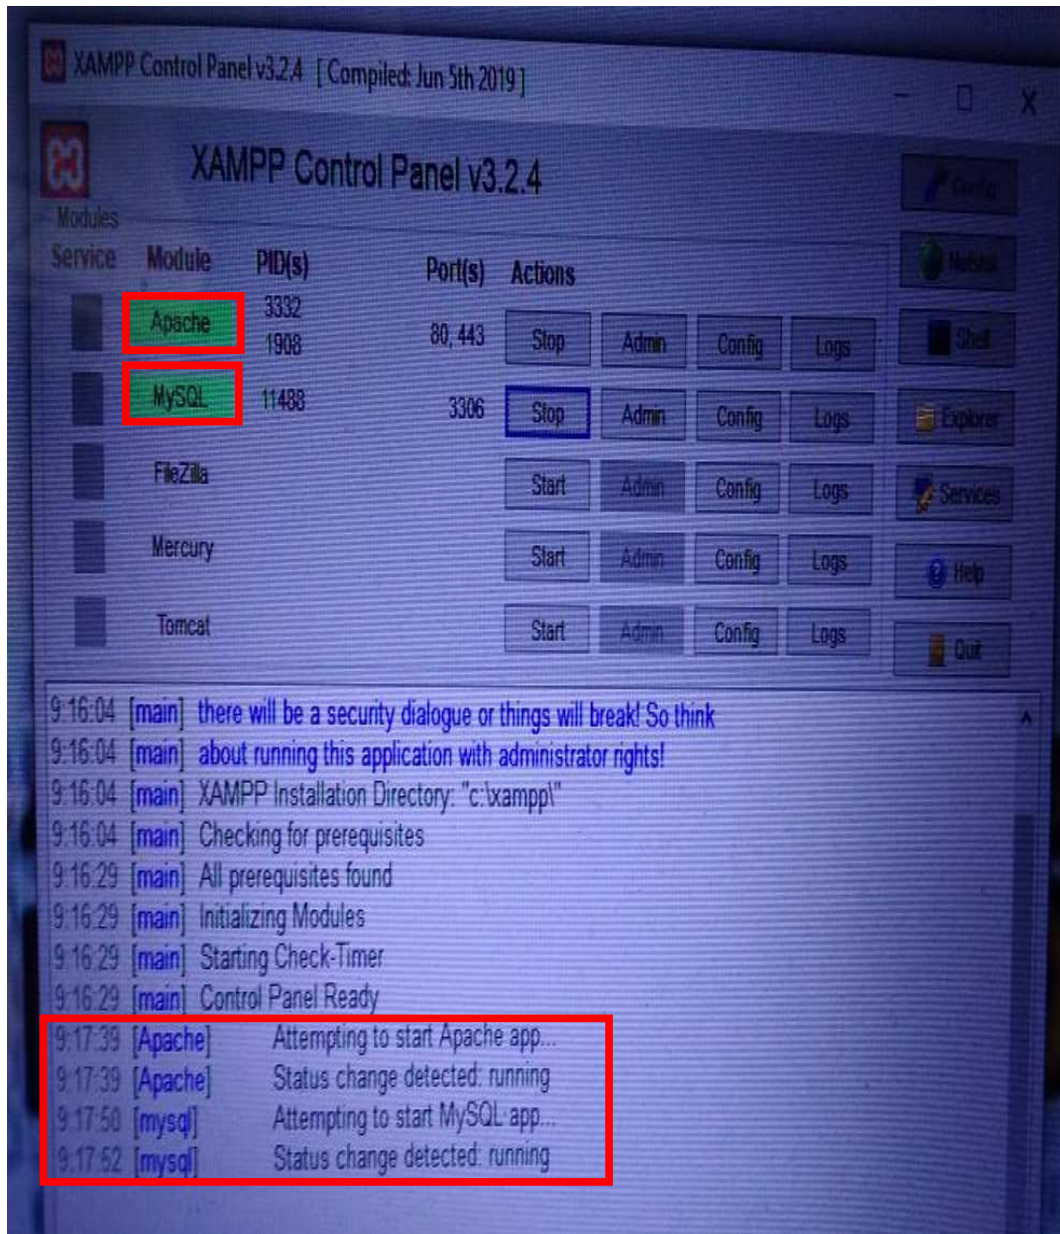 XAMPP Control Panel v3.2.4 [ Compiled: Jun 5th 2019 ]
XAMPP Control Panel v3.2.4
Config
Modules
Service Module PID(s) Port(s) Actions
Netstat
Apache 3332 1908 80, 443 Stop Admin Config Logs
Shell
MySQL 11488 3306 Stop Admin Config Logs
Explorer
FileZilla Start Admin Config Logs
Services
Mercury Start Admin Config Logs
Help
Tomcat Start Admin Config Logs
Quit
9:16:04 [main] there will be a security dialogue or things will break! So think
9:16:04 [main] about running this application with administrator rights!
9:16:04 [main] XAMPP Installation Directory: "c:\xampp\"
9:16:04 [main] Checking for prerequisites
9:16:29 [main] All prerequisites found
9:16:29 [main] Initializing Modules
9:16:29 [main] Starting Check-Timer
9:16:29 [main] Control Panel Ready
9:17:39 [Apache] Attempting to start Apache app...
9:17:39 [Apache] Status change detected: running
9:17:50 [mysql] Attempting to start MySQL app...
9:17:52 [mysql] Status change detected: running